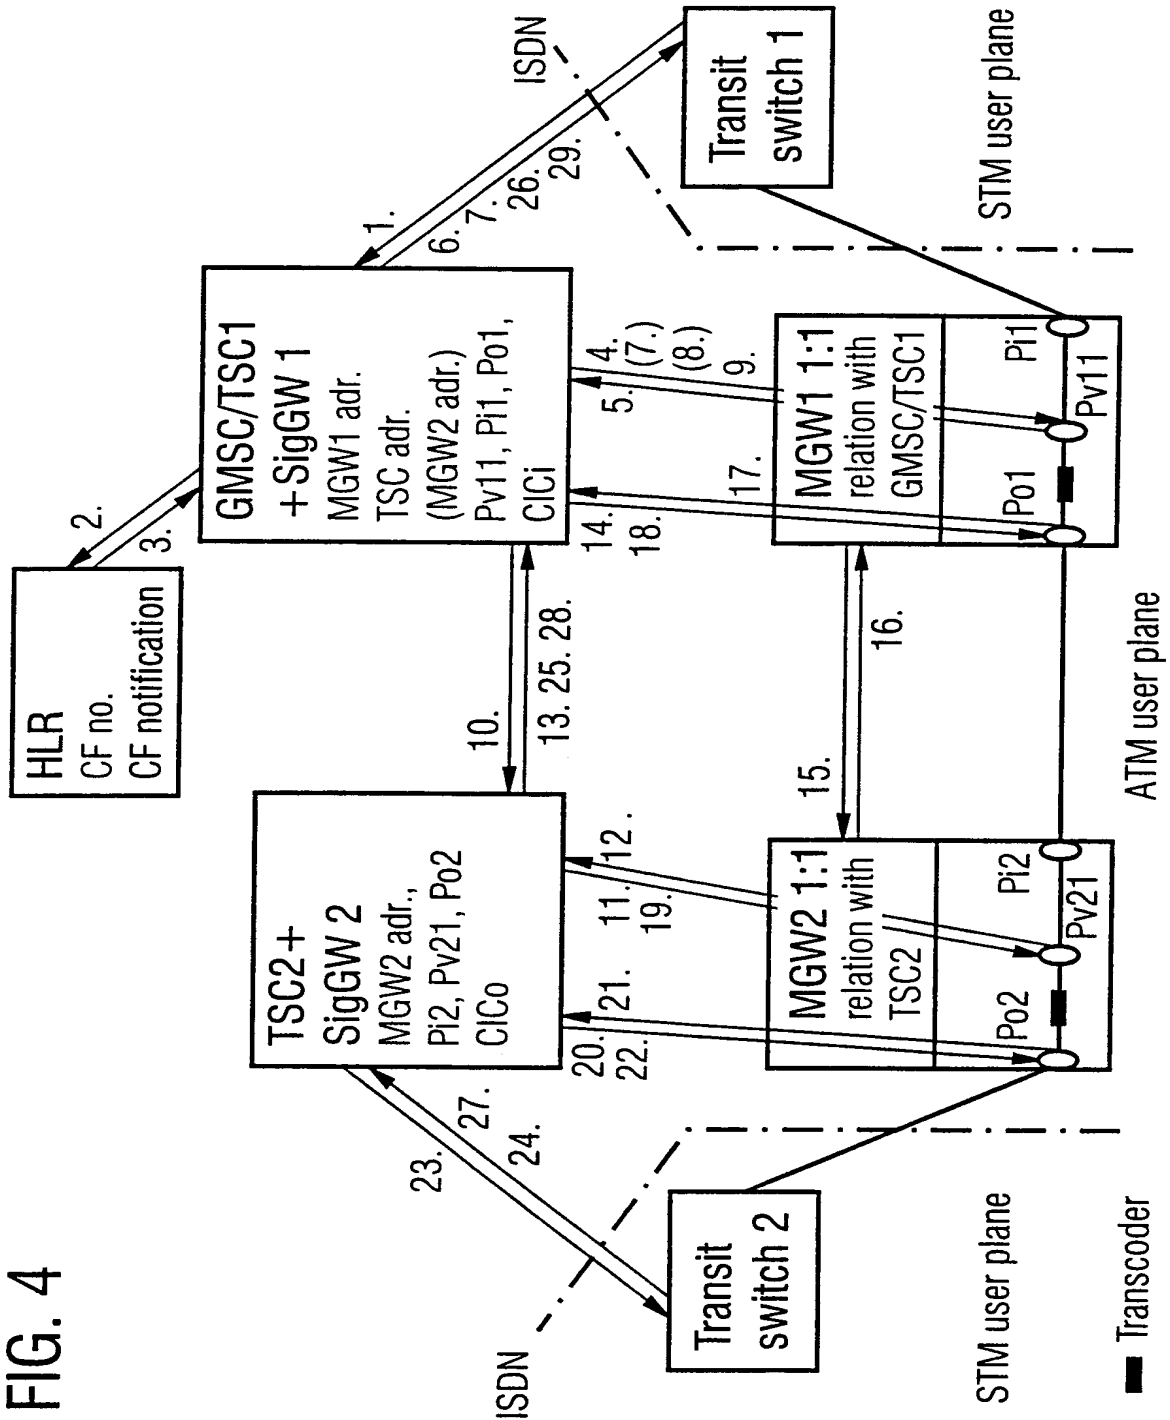 FIG. 4
HLR
CF no.
CF notification
2.
3.
TSC2+
SigGW 2
MGW2 adr.,
Pi2, Pv21, Po2
CICo
10.
13. 25. 28.
GMSC/TSC1
+SigGW 1
MGW1 adr.
TSC adr.
(MGW2 adr.)
Pv11, Pi1, Po1,
CICi
1.
6.
7.
26.
29.
ISDN
23.
27.
24.
ISDN
20.
22.
21.
11.
19.
12.
14.
18.
17.
5.
4.
(7.)
(8.)
9.
Transit
switch 2
MGW2 1:1
relation with
TSC2
Po2
Pv21
Pi2
15.
16.
MGW1 1:1
relation with
GMSC/TSC1
Po1
Pv11
Pi1
Transit
switch 1
STM user plane
ATM user plane
STM user plane
Transcoder